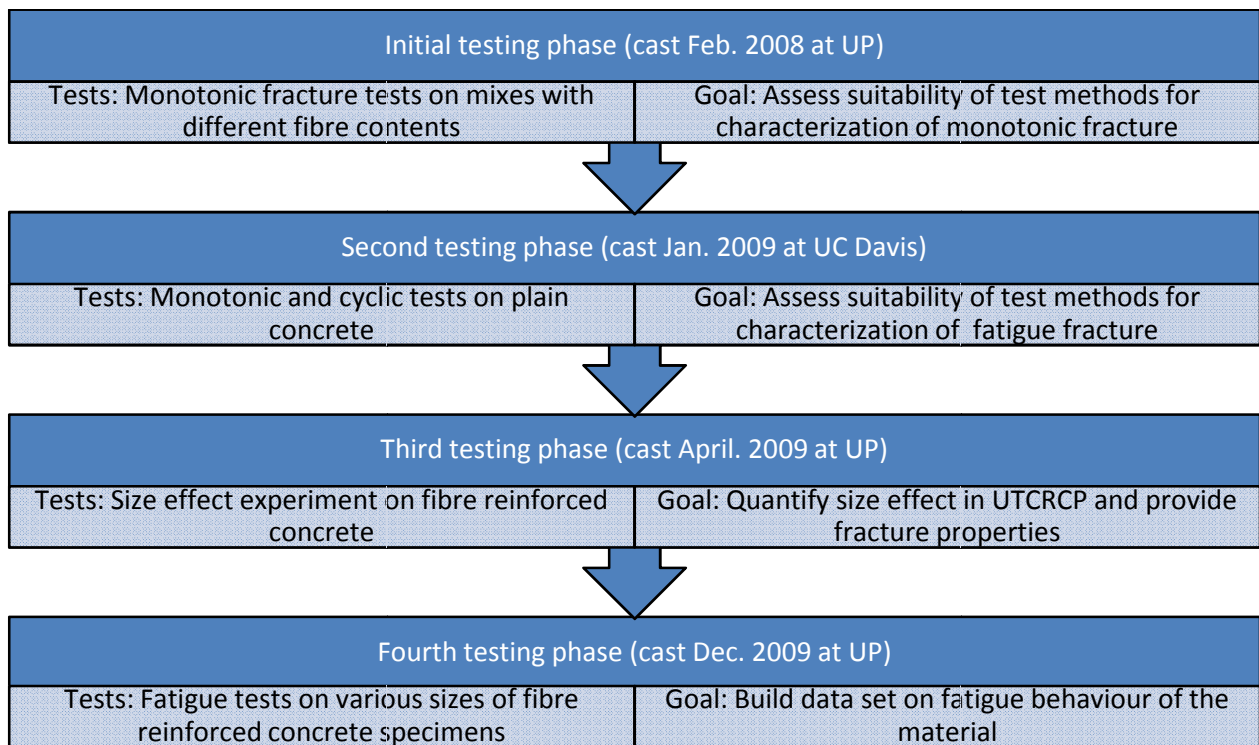 Initial testing phase (cast Feb. 2008 at UP)
Tests: Monotonic fracture tests on mixes with
different fibre contents
Goal: Assess suitability of test methods for
characterization of monotonic fracture
Second testing phase (cast Jan. 2009 at UC Davis)
Tests: Monotonic and cyclic tests on plain
concrete
Goal: Assess suitability of test methods for
characterization of fatigue fracture
Third testing phase (cast April. 2009 at UP)
Tests: Size effect experiment on fibre reinforced
concrete
Goal: Quantify size effect in UTCRCP and provide
fracture properties
Fourth testing phase (cast Dec. 2009 at UP)
Tests: Fatigue tests on various sizes of fibre
reinforced concrete specimens
Goal: Build data set on fatigue behaviour of the
material